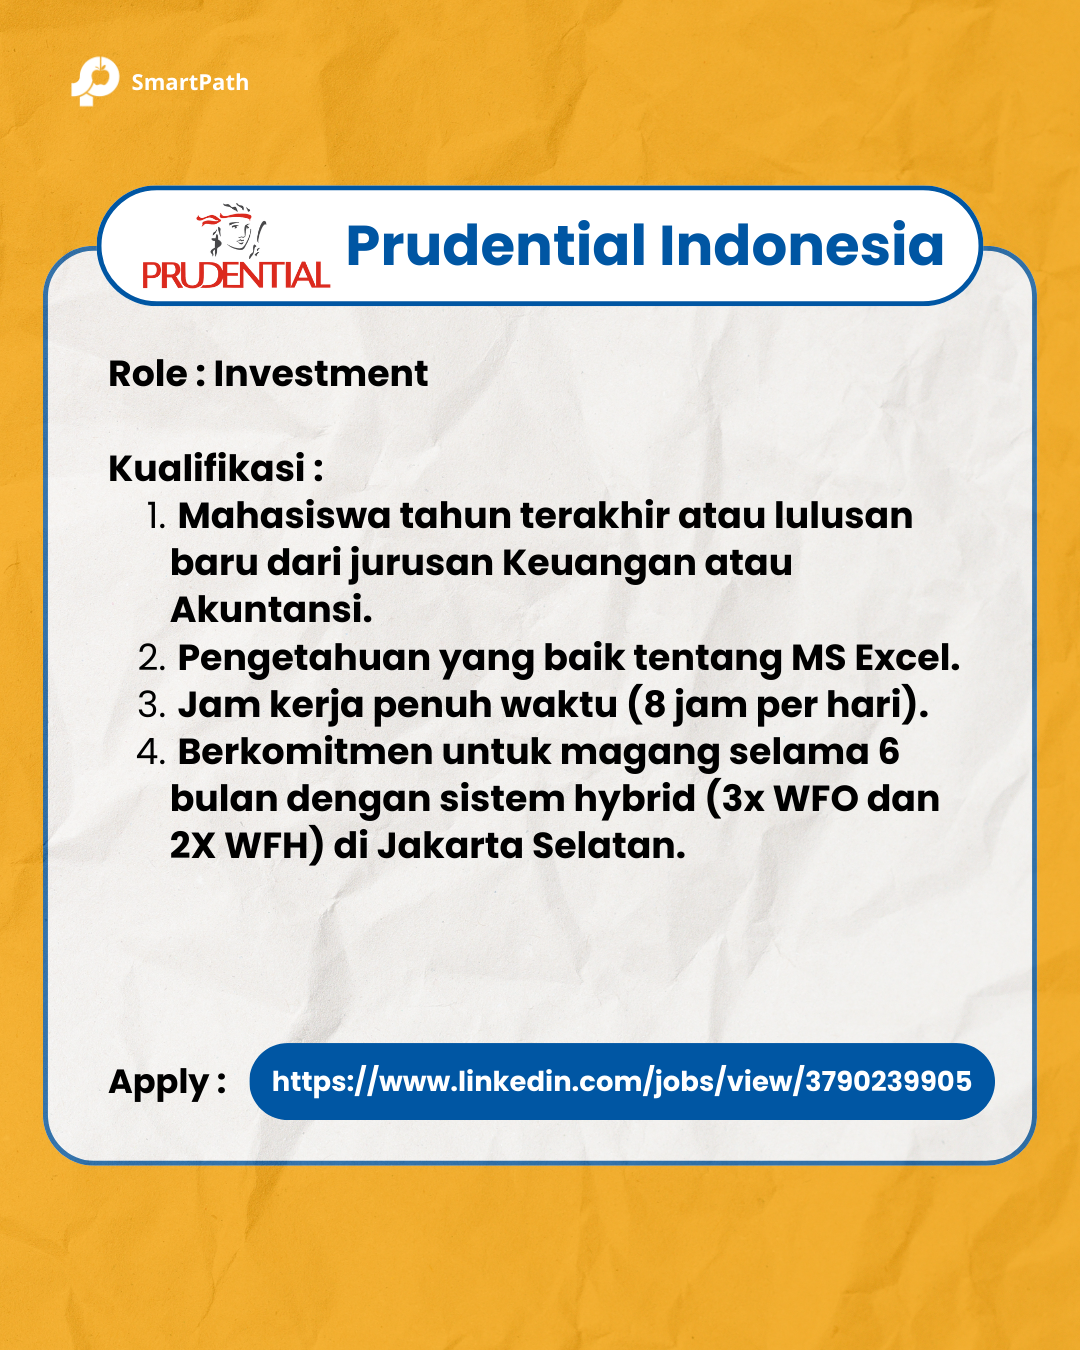 SmartPath
PRUDENTIAL
Prudential Indonesia
Role : Investment
Kualifikasi :
1. Mahasiswa tahun terakhir atau lulusan
baru dari jurusan Keuangan atau
Akuntansi.
2. Pengetahuan yang baik tentang MS Excel.
3. Jam kerja penuh waktu (8 jam per hari).
4. Berkomitmen untuk magang selama 6
bulan dengan sistem hybrid (3x WFO dan
2X WFH) di Jakarta Selatan.
Apply :
https://www.linkedin.com/jobs/view/3790239905